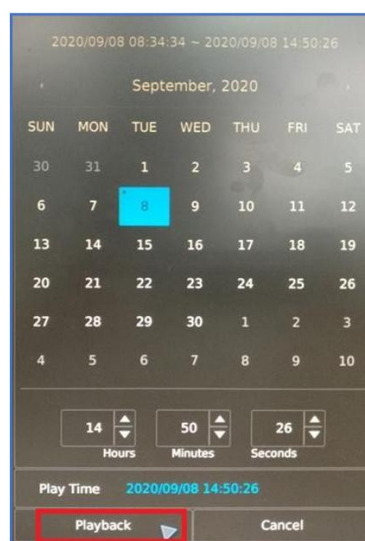 2020/09/08 08:34:34 ~ 2020/09/08 14:50:26
September, 2020
SUN MON TUE WED THU FRI SAT
30 31 1 2 3 4 5
6 7 8 9 10 11 12
13 14 15 16 17 18 19
20 21 22 23 24 25 26
27 28 29 30 1 2 3
4 5 6 7 8 9 10
14 50 26
Hours Minutes Seconds
Play Time 2020/09/08 14:50:26
Playback Cancel